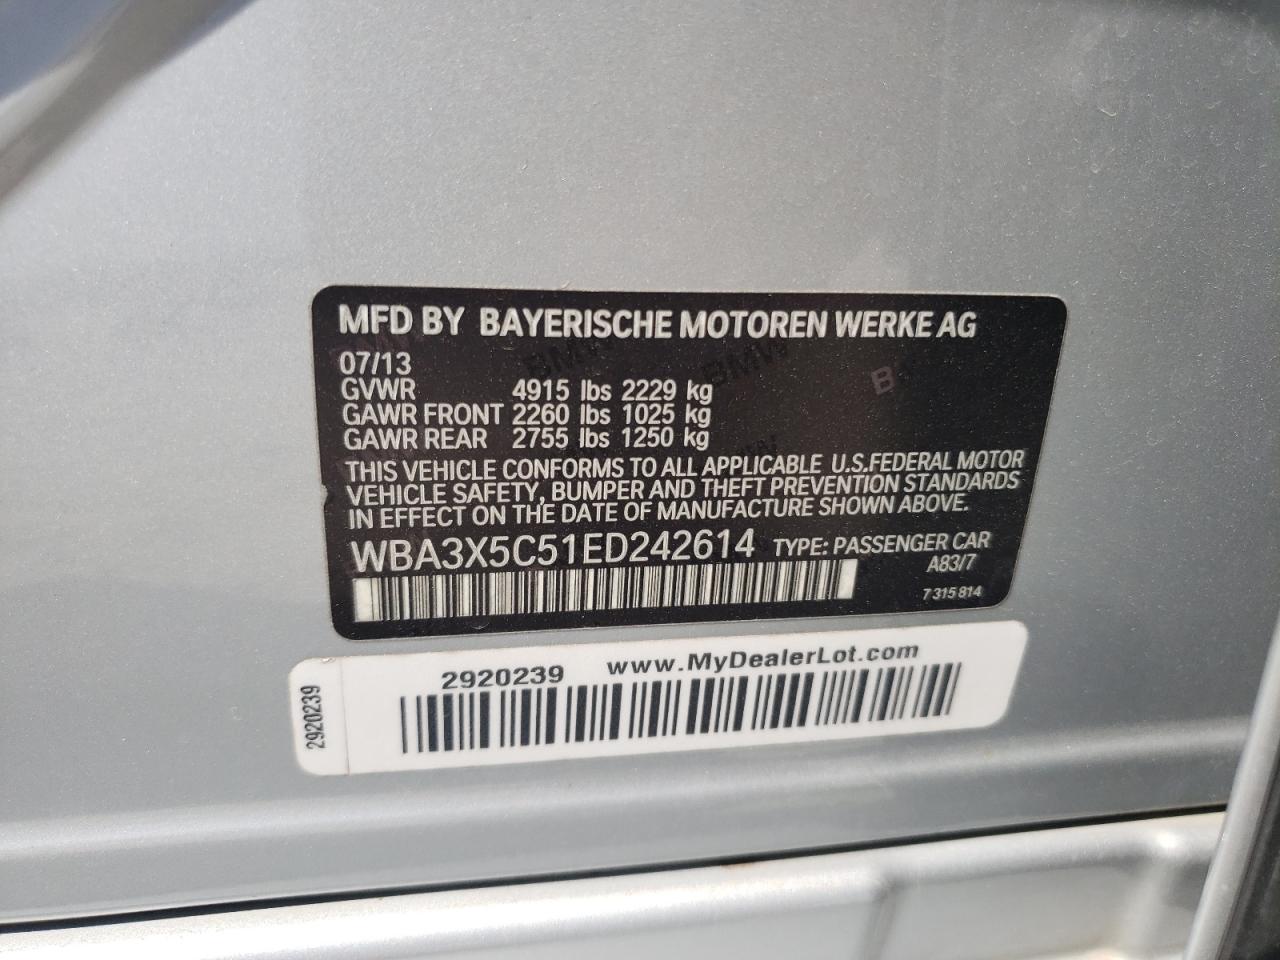 MFD BY BAYERISCHE MOTOREN WERKE AG
07/13
GVWR 4915 lbs 2229 kg
GAWR FRONT 2260 lbs 1025 kg
GAWR REAR 2755 lbs 1250 kg
THIS VEHICLE CONFORMS TO ALL APPLICABLE U.S.FEDERAL MOTOR
VEHICLE SAFETY, BUMPER AND THEFT PREVENTION STANDARDS
IN EFFECT ON THE DATE OF MANUFACTURE SHOWN ABOVE.
WBA3X5C51ED242614 TYPE: PASSENGER CAR
A83/7
7 315 814
2920239 www.MyDealerLot.com
2920239